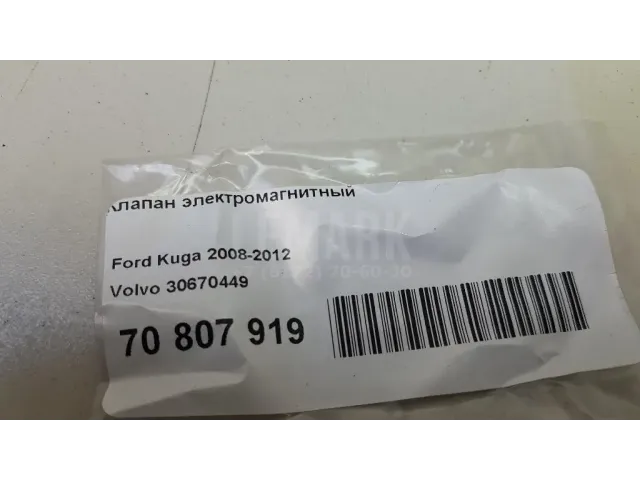 Клапан электромагнитный
Ford Kuga 2008-2012
Volvo 30670449
70 807 919